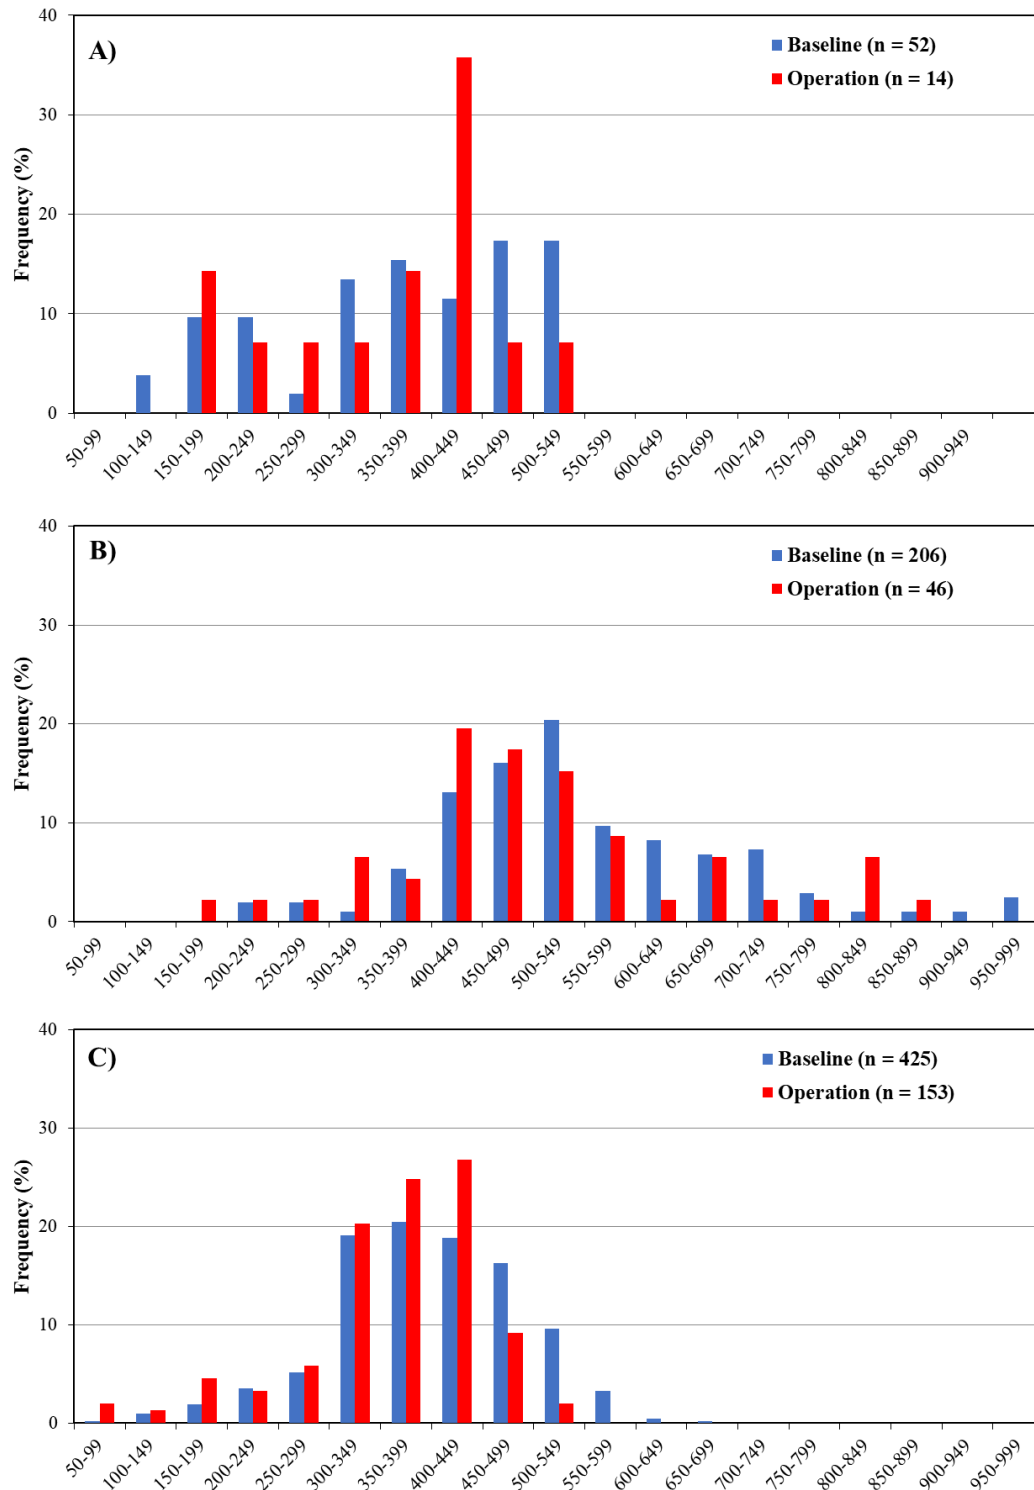 40
A)
Baseline (n = 52)
Operation (n = 14)
30
20
10
0
Frequency (%)
50-99 100-149 150-199 200-249 250-299 300-349 350-399 400-449 450-499 500-549 550-599 600-649 650-699 700-749 750-799 800-849 850-899 900-949
40
B)
Baseline (n = 206)
Operation (n = 46)
30
20
10
0
Frequency (%)
50-99 100-149 150-199 200-249 250-299 300-349 350-399 400-449 450-499 500-549 550-599 600-649 650-699 700-749 750-799 800-849 850-899 900-949 950-999
40
C)
Baseline (n = 425)
Operation (n = 153)
30
20
10
0
Frequency (%)
50-99 100-149 150-199 200-249 250-299 300-349 350-399 400-449 450-499 500-549 550-599 600-649 650-699 700-749 750-799 800-849 850-899 900-949 950-999